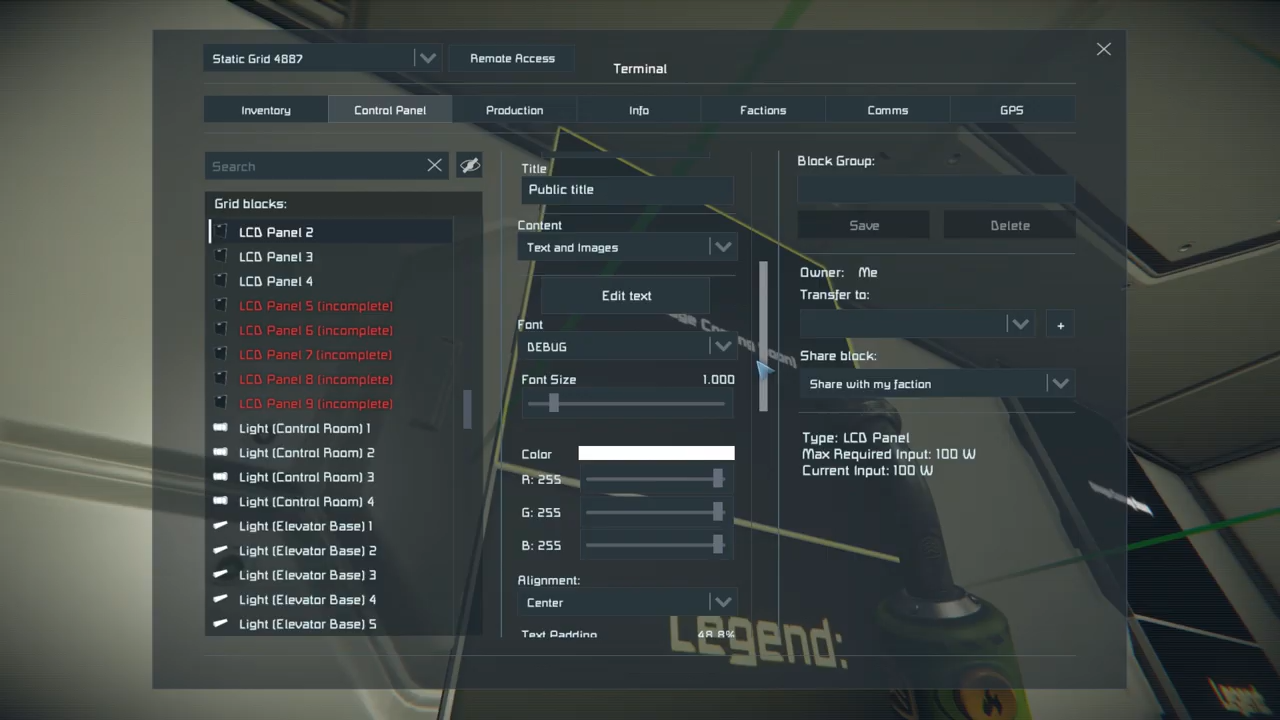 Static Grid 4887
Remote Access
Terminal
Inventory
Control Panel
Production
Info
Factions
Comms
GPS
Search
Grid blocks:
LCD Panel 2
LCD Panel 3
LCD Panel 4
LCD Panel 5 (incomplete)
LCD Panel 6 (incomplete)
LCD Panel 7 (incomplete)
LCD Panel 8 (incomplete)
LCD Panel 9 (incomplete)
Light (Control Room) 1
Light (Control Room) 2
Light (Control Room) 3
Light (Control Room) 4
Light (Elevator Base) 1
Light (Elevator Base) 2
Light (Elevator Base) 3
Light (Elevator Base) 4
Light (Elevator Base) 5
Title
Public title
Content
Text and Images
Edit text
Font
DEBUG
Font Size 1.000
Color
R: 255
G: 255
B: 255
Alignment:
Center
Text Padding 48.8%
Block Group:
Save
Delete
Owner: Me
Transfer to:
+
Share block:
Share with my faction
Type: LCD Panel
Max Required Input: 100 W
Current Input: 100 W
Legend:
Legend